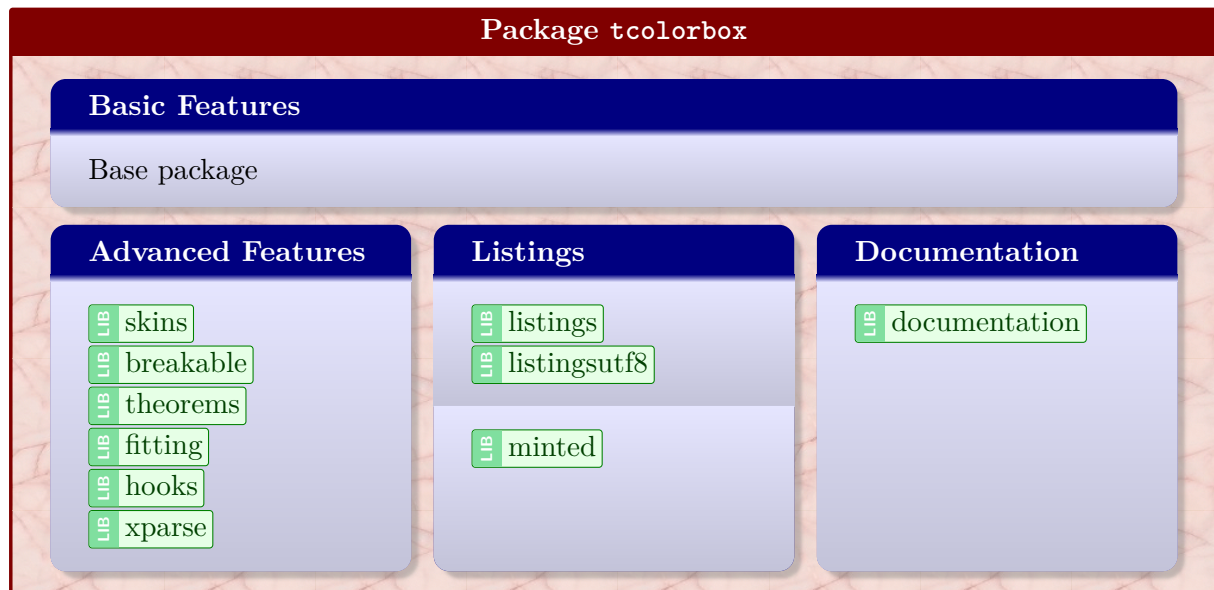 Package tcolorbox
Basic Features
Base package
Advanced Features
LIB skins
LIB breakable
LIB theorems
LIB fitting
LIB hooks
LIB xparse
Listings
LIB listings
LIB listingsutf8
LIB minted
Documentation
LIB documentation